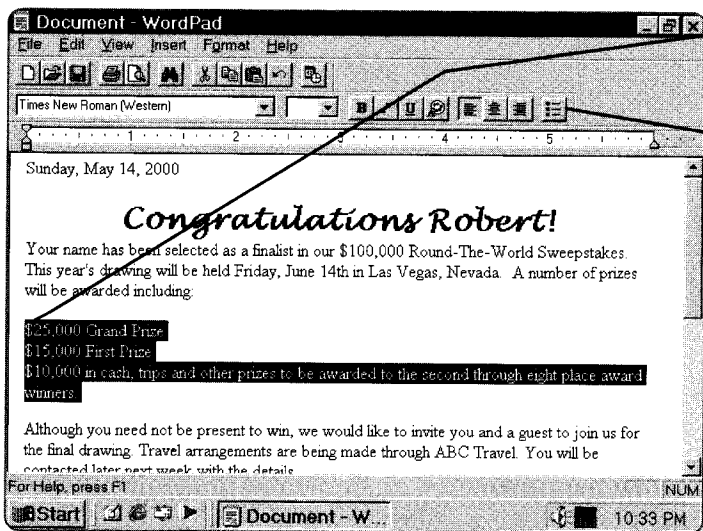 Document - WordPad
File Edit View Insert Format Help
Times New Roman (Western)
B I U
1 2 3 4 5
Sunday, May 14, 2000
Congratulations Robert!
Your name has been selected as a finalist in our $100,000 Round-The-World Sweepstakes.
This year's drawing will be held Friday, June 14th in Las Vegas, Nevada. A number of prizes
will be awarded including:
$25,000 Grand Prize
$15,000 First Prize
$10,000 in cash, trips and other prizes to be awarded to the second through eight place award
winners.
Although you need not be present to win, we would like to invite you and a guest to join us for
the final drawing. Travel arrangements are being made through ABC Travel. You will be
contacted later next week with the details
For Help, press F1
NUM
Start
Document - W...
10:33 PM